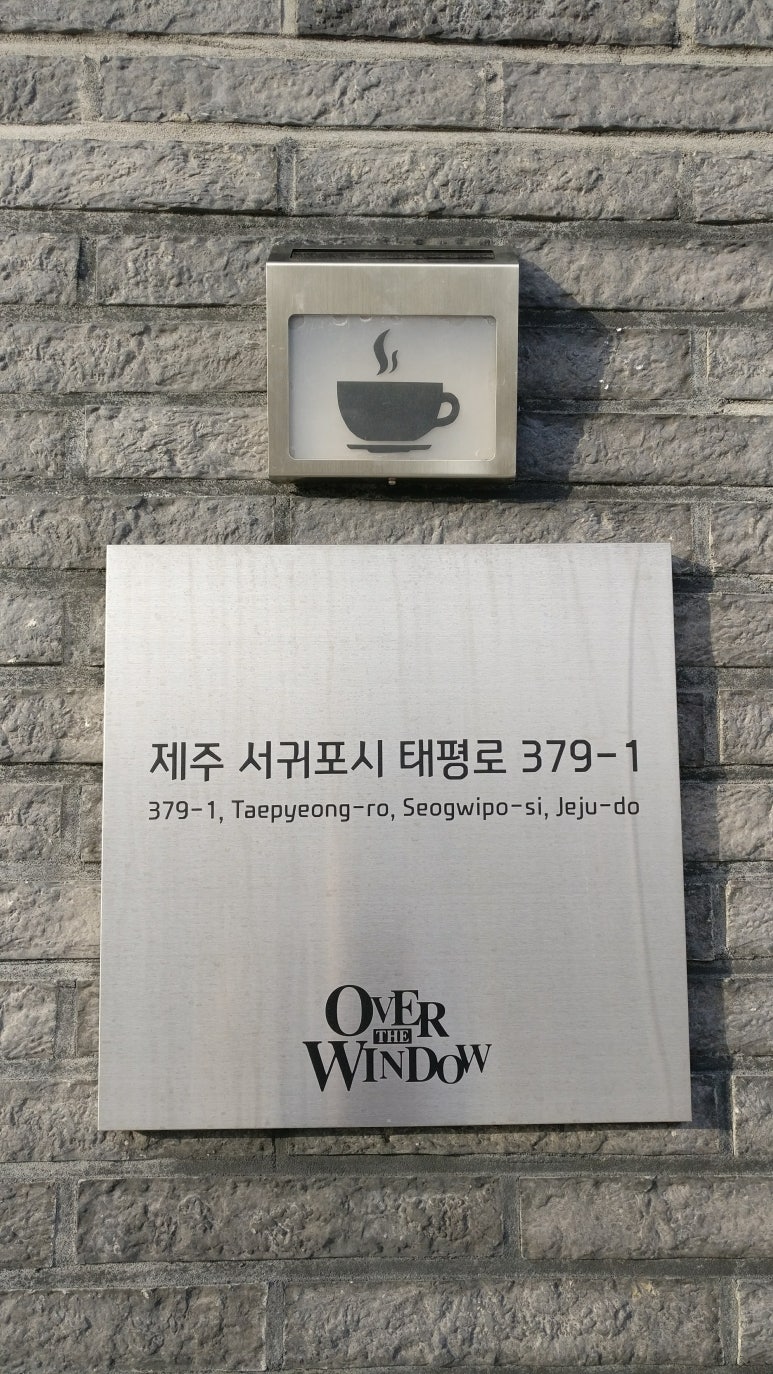 제주 서귀포시 태평로 379-1
379-1, Taepyeong-ro, Seogwipo-si, Jeju-do
OVER
THE
WINDOW